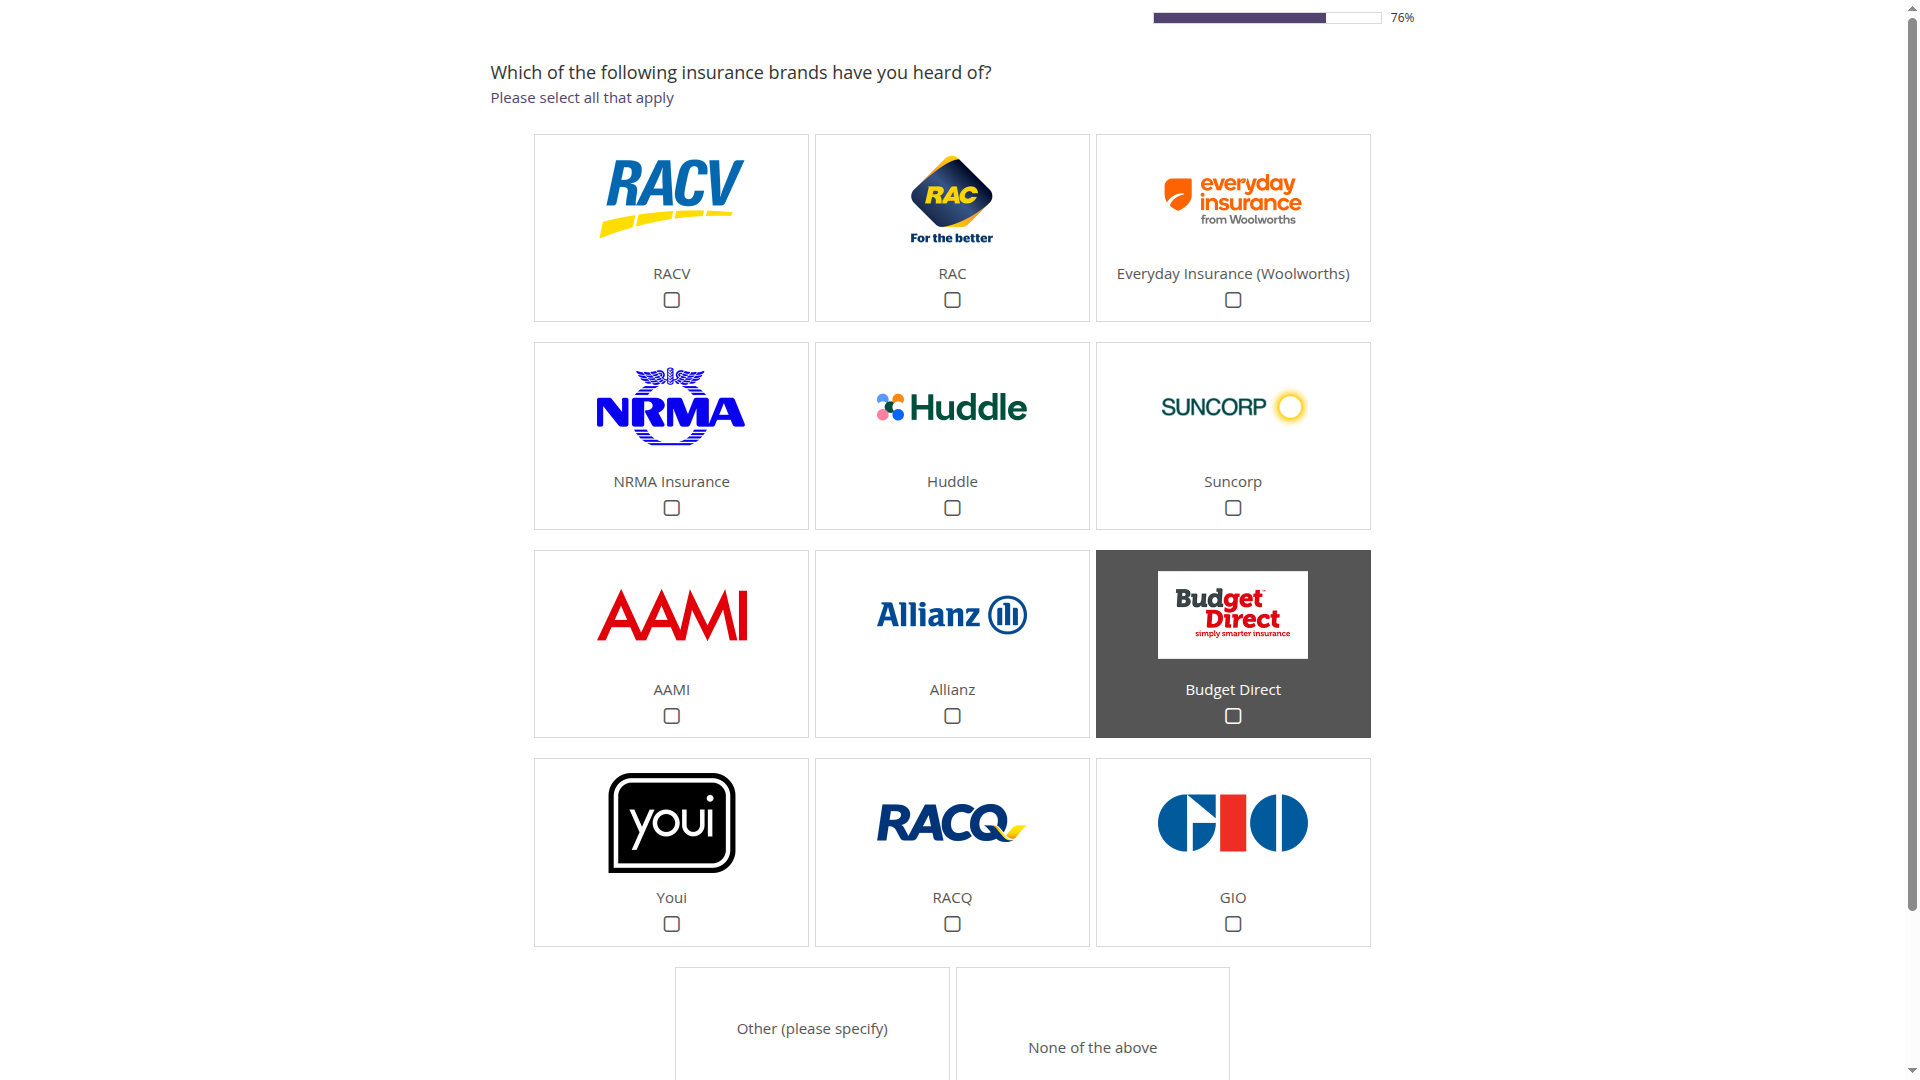 76%
Which of the following insurance brands have you heard of?
Please select all that apply
RACV
RAC
For the better
everyday
insurance
from Woolworths
RACV
RAC
Everyday Insurance (Woolworths)
NRMA
Huddle
SUNCORP
NRMA Insurance
Huddle
Suncorp
AAMI
Allianz
Budget
Direct
simply smarter insurance
AAMI
Allianz
Budget Direct
youi
RACQ
GIO
Youi
RACQ
GIO
Other (please specify)
None of the above